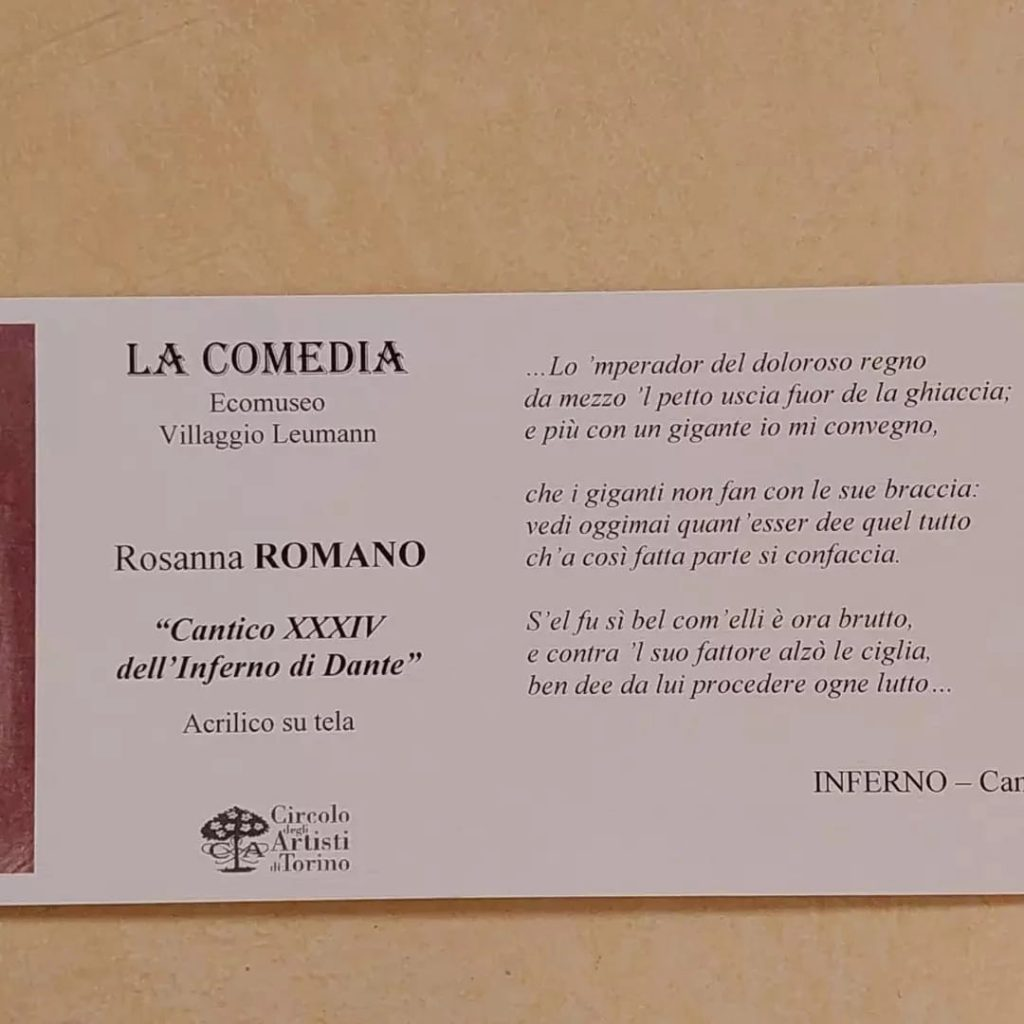 LA COMEDIA
Ecomuseo
Villaggio Leumann
Rosanna ROMANO
“Cantico XXXIV
dell’Inferno di Dante”
Acrilico su tela
Circolo
degli
Artisti
di Torino
CA
...Lo ’mperador del doloroso regno
da mezzo ’l petto uscia fuor de la ghiaccia;
e più con un gigante io mi convegno,
che i giganti non fan con le sue braccia:
vedi oggimai quant’esser dee quel tutto
ch’a così fatta parte si confaccia.
S’el fu sì bel com’elli è ora brutto,
e contra ’l suo fattore alzò le ciglia,
ben dee da lui procedere ogne lutto...
INFERNO – Can